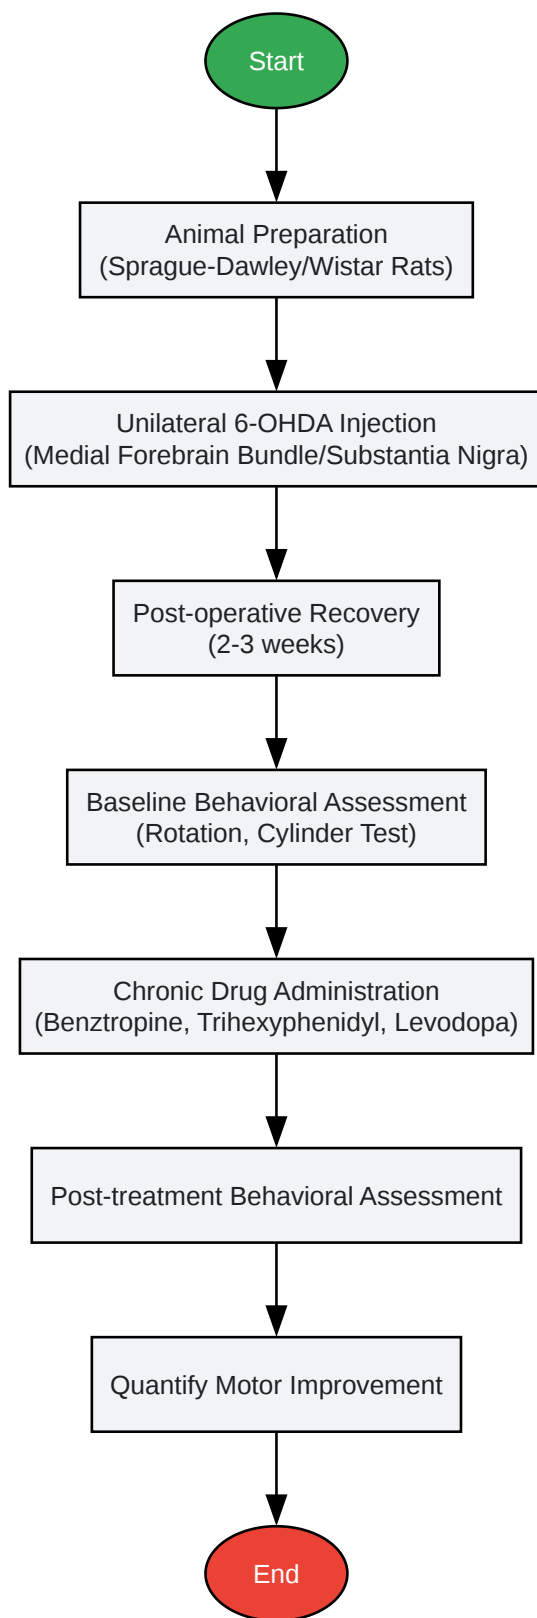 Start
Animal Preparation
(Sprague-Dawley/Wistar Rats)
Unilateral 6-OHDA Injection
(Medial Forebrain Bundle/Substantia Nigra)
Post-operative Recovery
(2-3 weeks)
Baseline Behavioral Assessment
(Rotation, Cylinder Test)
Chronic Drug Administration
(Benztropine, Trihexyphenidyl, Levodopa)
Post-treatment Behavioral Assessment
Quantify Motor Improvement
End